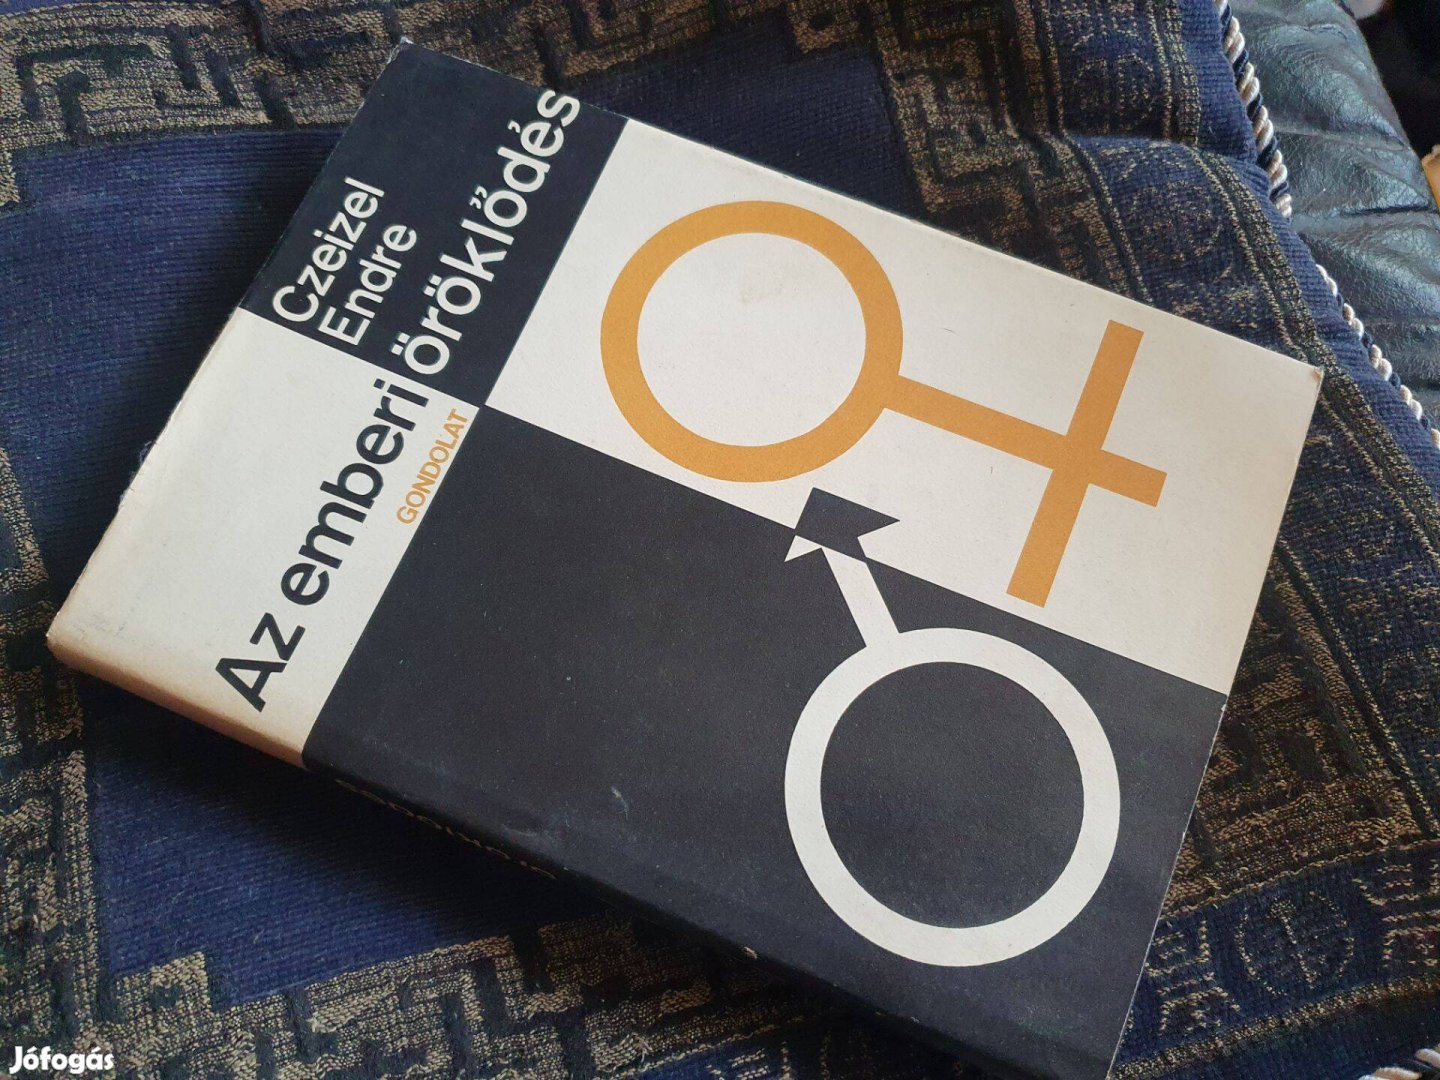 Czeizel
Endre
Az emberi öröklődés
GONDOLAT
Jófogás